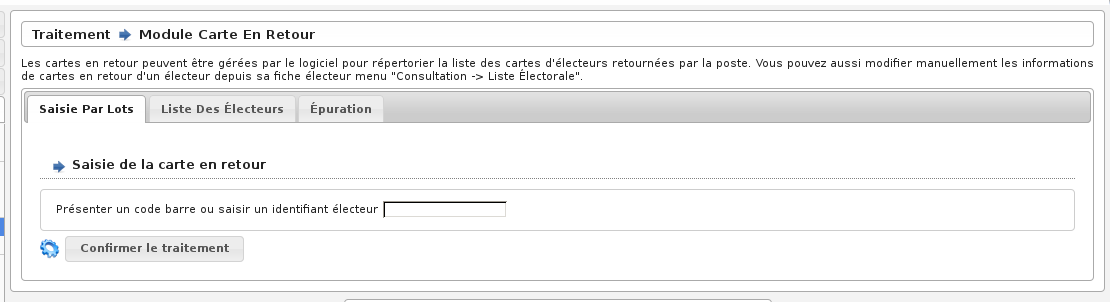 Traitement Module Carte En Retour
Les cartes en retour peuvent être gérées par le logiciel pour répertorier la liste des cartes d'électeurs retournées par la poste. Vous pouvez aussi modifier manuellement les informations
de cartes en retour d'un électeur depuis sa fiche électeur menu "Consultation -> Liste Électorale".
Saisie Par Lots Liste Des Électeurs Épuration
Saisie de la carte en retour
Présenter un code barre ou saisir un identifiant électeur
Confirmer le traitement